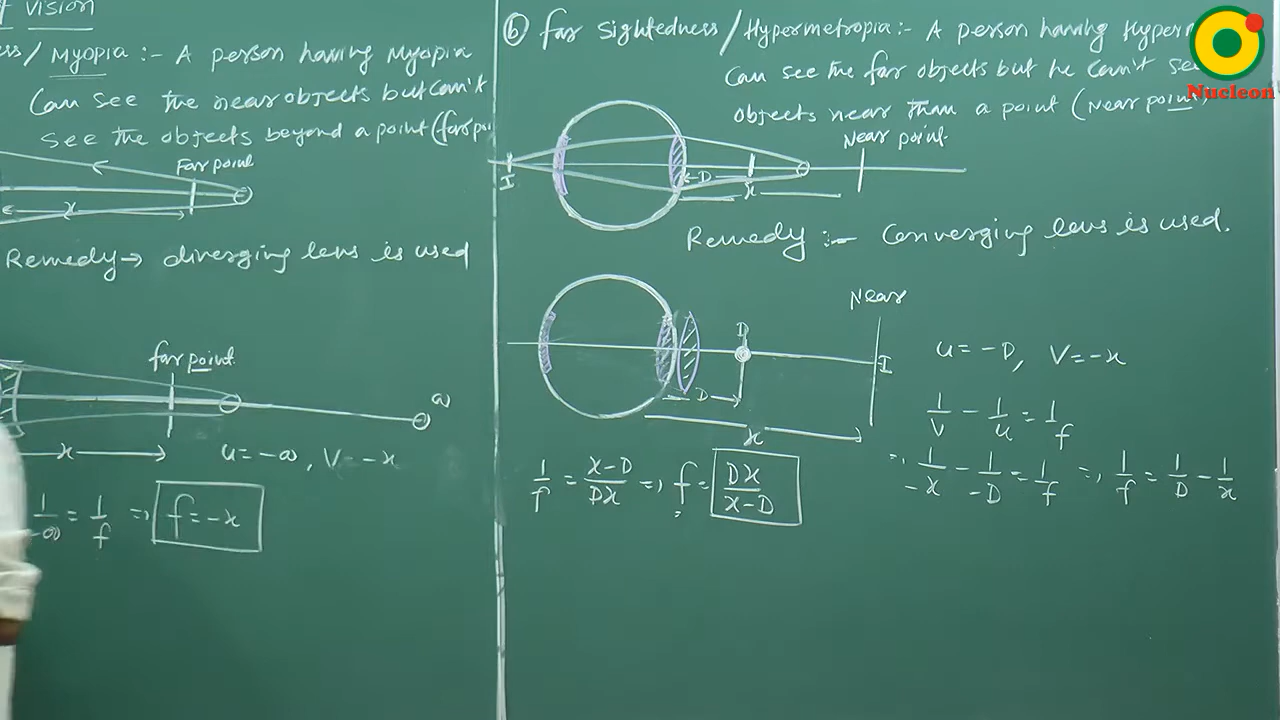 f Vision
ess/ Myopia :- A person having Myopia
Can see the near objects but can't
see the objects beyond a point (far poi
Far point
x
Remedy → diverging lens is used
far point
∞
x
u = -∞, V = -x
1/-∞ = 1/f ⇒ f = -x
ⓑ Far Sightedness / Hypermetropia :- A person having Hyperm
Can see the far objects but he can't see
objects near than a point (Near point)
Near point
I
D
x
Remedy :- Converging lens is used.
Near
D
I
D
x
u = -D, V = -x
1/v - 1/u = 1/f
⇒ 1/-x - 1/-D = 1/f ⇒ 1/f = 1/D - 1/x
1/f = x-D/Dx ⇒ f = Dx/x-D
Nucleon